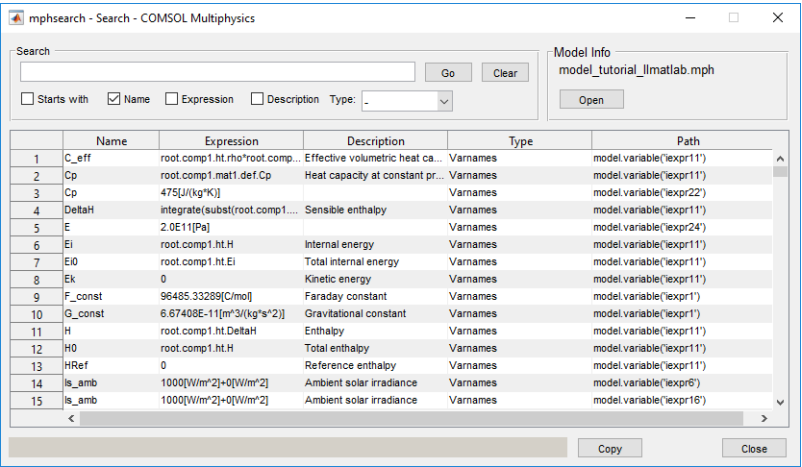 mphsearch - Search - COMSOL Multiphysics
Search
Go Clear
Starts with Name Expression Description Type: -
Model Info
model_tutorial_llmatlab.mph
Open
Name Expression Description Type Path
1 C_eff root.comp1.ht.rho*root.comp... Effective volumetric heat ca... Varnames model.variable('iexpr11')
2 Cp root.comp1.mat1.def.Cp Heat capacity at constant pr... Varnames model.variable('iexpr11')
3 Cp 475[J/(kg*K)] Varnames model.variable('iexpr22')
4 DeltaH integrate(subst(root.comp1.... Sensible enthalpy Varnames model.variable('iexpr11')
5 E 2.0E11[Pa] Varnames model.variable('iexpr24')
6 Ei root.comp1.ht.H Internal energy Varnames model.variable('iexpr11')
7 Ei0 root.comp1.ht.Ei Total internal energy Varnames model.variable('iexpr11')
8 Ek 0 Kinetic energy Varnames model.variable('iexpr11')
9 F_const 96485.33289[C/mol] Faraday constant Varnames model.variable('iexpr1')
10 G_const 6.67408E-11[m^3/(kg*s^2)] Gravitational constant Varnames model.variable('iexpr1')
11 H root.comp1.ht.DeltaH Enthalpy Varnames model.variable('iexpr11')
12 H0 root.comp1.ht.H Total enthalpy Varnames model.variable('iexpr11')
13 HRef 0 Reference enthalpy Varnames model.variable('iexpr11')
14 Is_amb 1000[W/m^2]+0[W/m^2] Ambient solar irradiance Varnames model.variable('iexpr6')
15 Is_amb 1000[W/m^2]+0[W/m^2] Ambient solar irradiance Varnames model.variable('iexpr16')
Copy Close